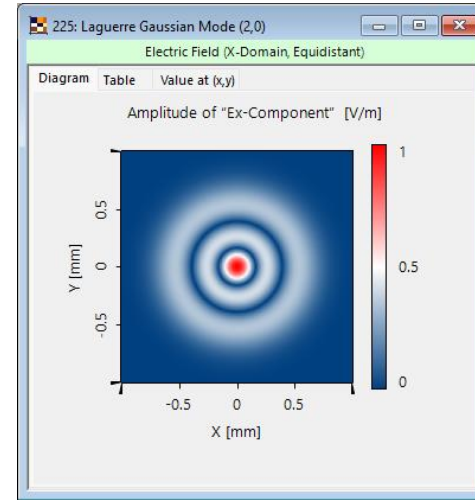 225: Laguerre Gaussian Mode (2,0)
Electric Field (X-Domain, Equidistant)
Diagram Table Value at (x,y)
Amplitude of "Ex-Component" [V/m]
1
0.5
0
0.5
0
-0.5
Y [mm]
-0.5 0 0.5
X [mm]